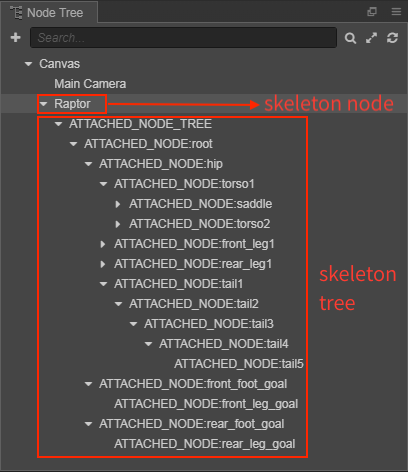 Node Tree
Search...
Canvas
Main Camera
Raptor
skeleton node
ATTACHED_NODE_TREE
ATTACHED_NODE:root
ATTACHED_NODE:hip
ATTACHED_NODE:torso1
ATTACHED_NODE:saddle
ATTACHED_NODE:torso2
ATTACHED_NODE:front_leg1
ATTACHED_NODE:rear_leg1
ATTACHED_NODE:tail1
ATTACHED_NODE:tail2
ATTACHED_NODE:tail3
ATTACHED_NODE:tail4
ATTACHED_NODE:tail5
ATTACHED_NODE:front_foot_goal
ATTACHED_NODE:front_leg_goal
ATTACHED_NODE:rear_foot_goal
ATTACHED_NODE:rear_leg_goal
skeleton
tree